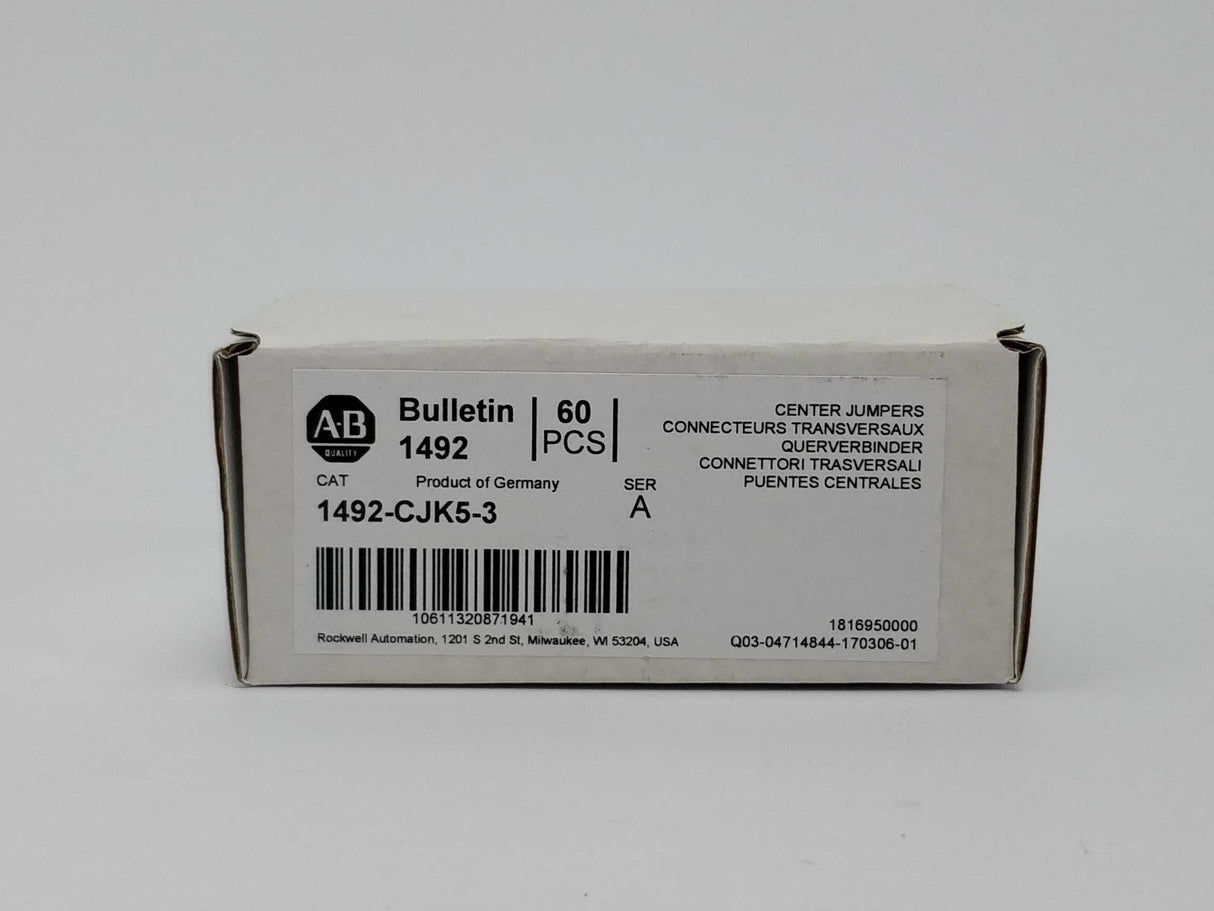 A-B
QUALITY
Bulletin
1492
60
PCS
CENTER JUMPERS
CONNECTEURS TRANSVERSAUX
QUERVERBINDER
CONNETTORI TRASVERSALI
PUENTES CENTRALES
CAT
Product of Germany
SER
1492-CJK5-3
A
10611320871941
Rockwell Automation, 1201 S 2nd St, Milwaukee, WI 53204, USA
1816950000
Q03-04714844-170306-01